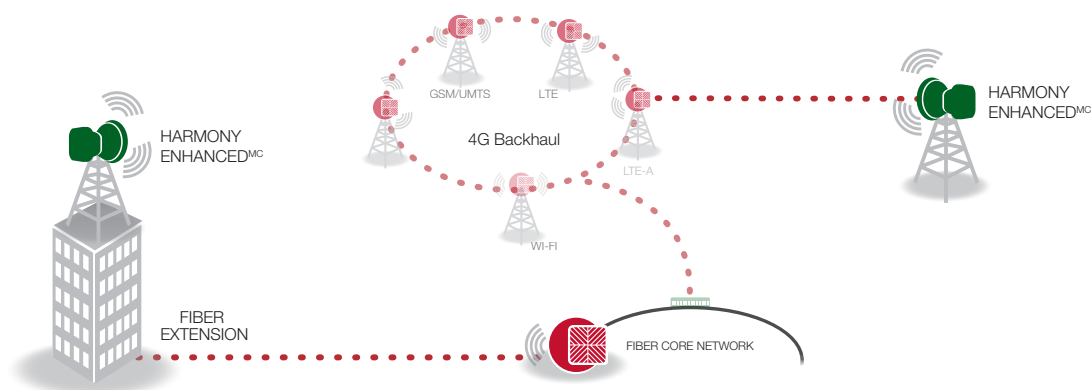 GSM/UMTS
LTE
HARMONY
ENHANCEDMC
HARMONY
ENHANCEDMC
4G Backhaul
LTE-A
WI-FI
FIBER
EXTENSION
FIBER CORE NETWORK